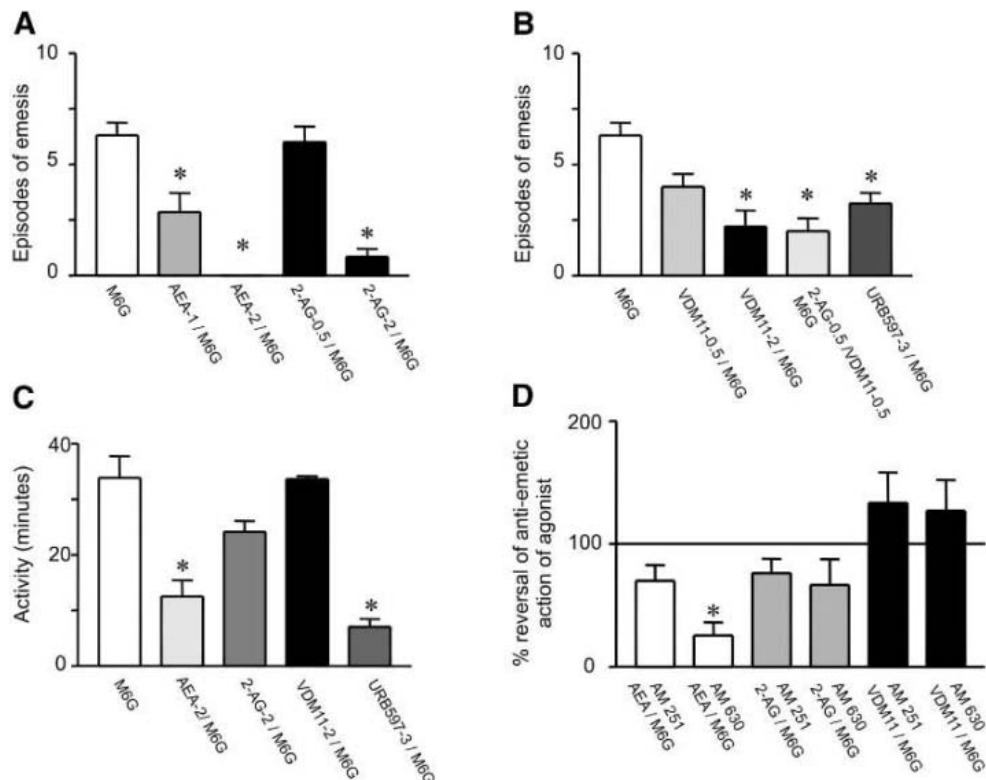 A
10
5
0
Episodes of emesis
*
*
*
M6G
AEA-1 / M6G
AEA-2 / M6G
2-AG-0.5 / M6G
2-AG-2 / M6G
B
10
5
0
Episodes of emesis
*
*
*
M6G
VDM11-0.5 / M6G
VDM11-2 / M6G
2-AG-0.5 /VDM11-0.5
M6G
URB597-3 / M6G
C
40
20
0
Activity (minutes)
*
*
M6G
AEA-2/ M6G
2-AG-2 / M6G
VDM11-2 / M6G
URB597-3 / M6G
D
200
100
0
% reversal of anti-emetic
action of agonist
*
AM 251
AEA / M6G
AM 630
AEA / M6G
AM 251
2-AG / M6G
AM 630
2-AG / M6G
AM 251
VDM11 / M6G
AM 630
VDM11 / M6G